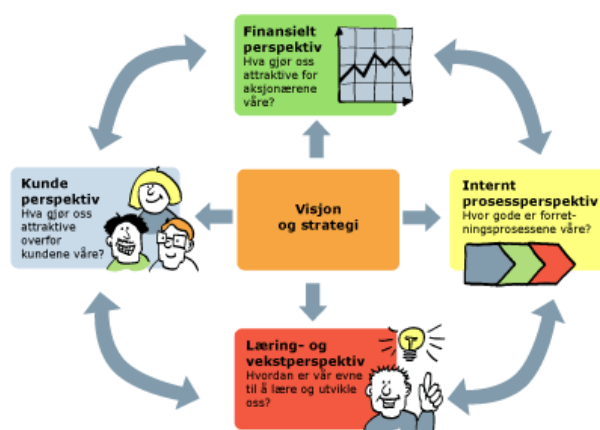 Finansielt
perspektiv
Hva gjør oss
attraktive for
aksjonærene
våre?
Kunde
perspektiv
Hva gjør oss
attraktive
overfor
kundene våre?
Visjon
og strategi
Internt
prosessperspektiv
Hvor gode er forret-
ningsprosessene våre?
Læring- og
vekstperspektiv
Hvordan er vår evne
til å lære og utvikle
oss?